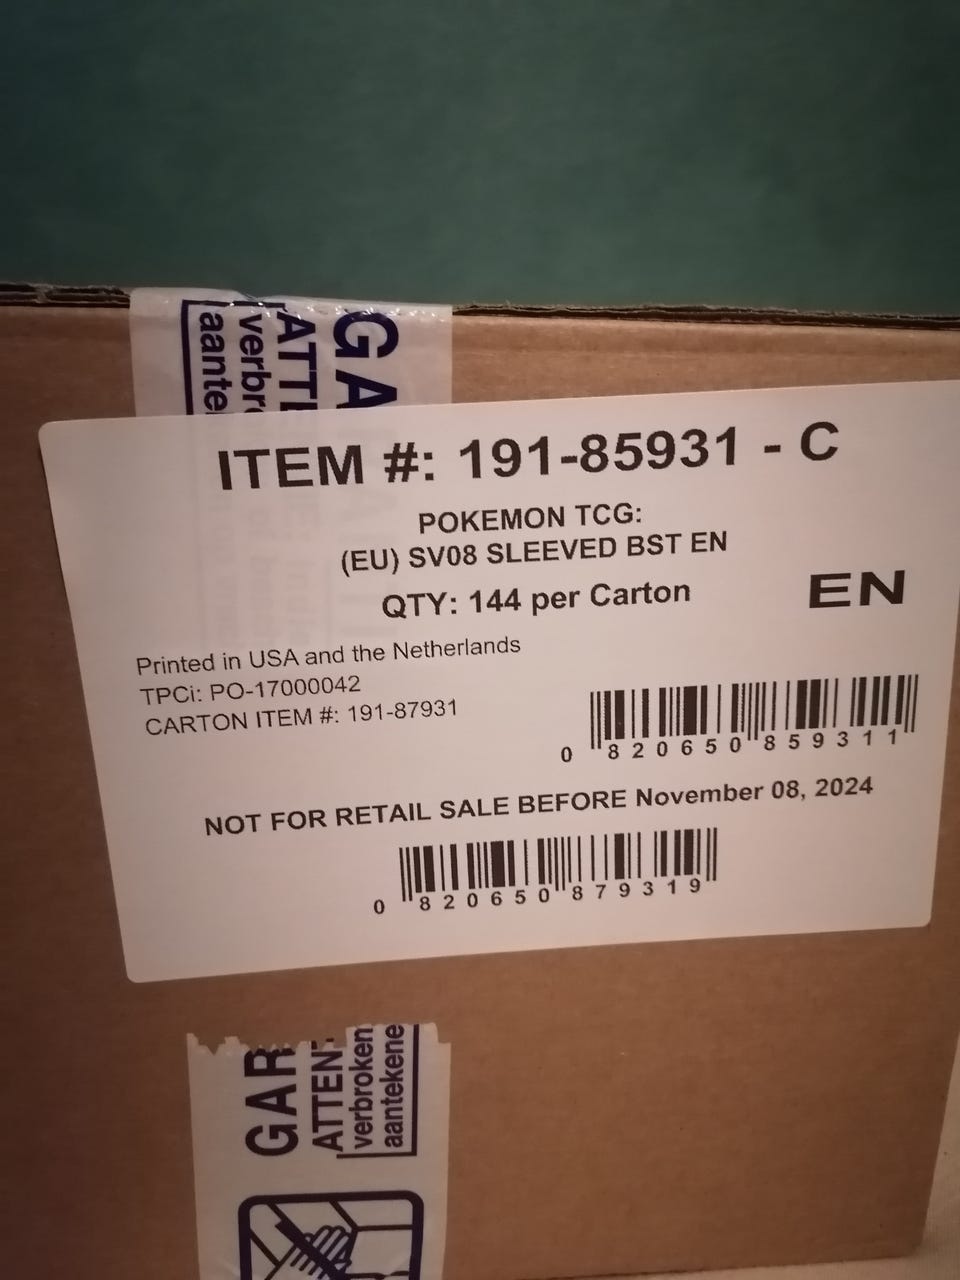 GA
ATTE
verbro
aante
ITEM #: 191-85931 - C
POKEMON TCG:
(EU) SV08 SLEEVED BST EN
QTY: 144 per Carton
EN
Printed in USA and the Netherlands
TPCi: PO-17000042
CARTON ITEM #: 191-87931
0 820650 859311
NOT FOR RETAIL SALE BEFORE November 08, 2024
0 820650 879319
GAR
ATTENT
verbroken
aantekene